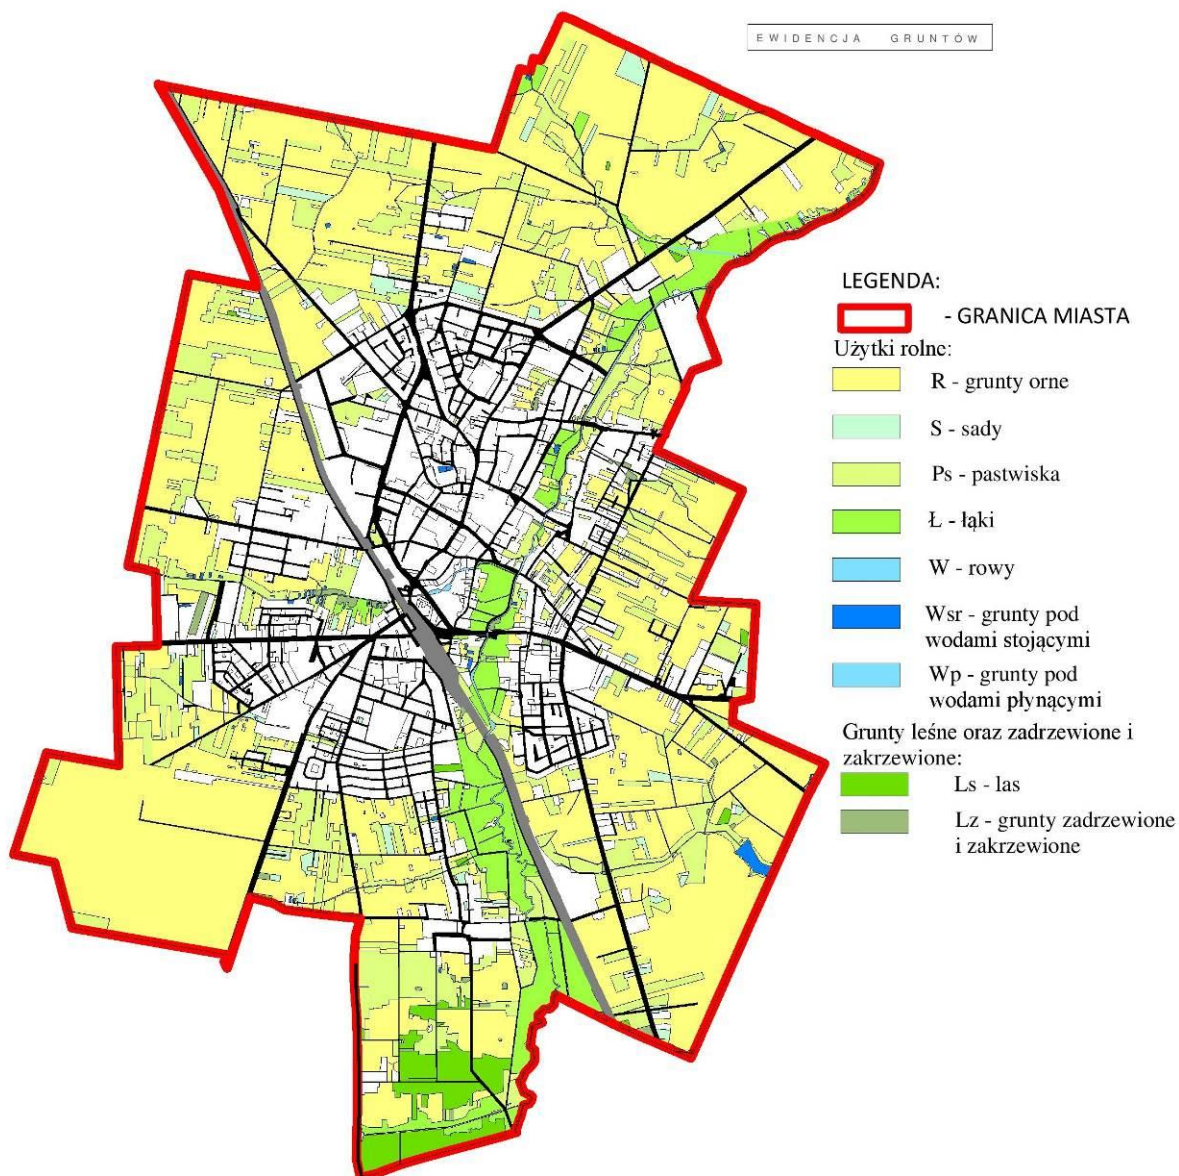 EWIDENCJA GRUNTÓW
LEGENDA:
- GRANICA MIASTA
Użytki rolne:
R - grunty orne
S - sady
Ps - pastwiska
Ł - łąki
W - rowy
Wsr - grunty pod
wodami stojącymi
Wp - grunty pod
wodami płynącymi
Grunty leśne oraz zadrzewione i
zakrzewione:
Ls - las
Lz - grunty zadrzewione
i zakrzewione